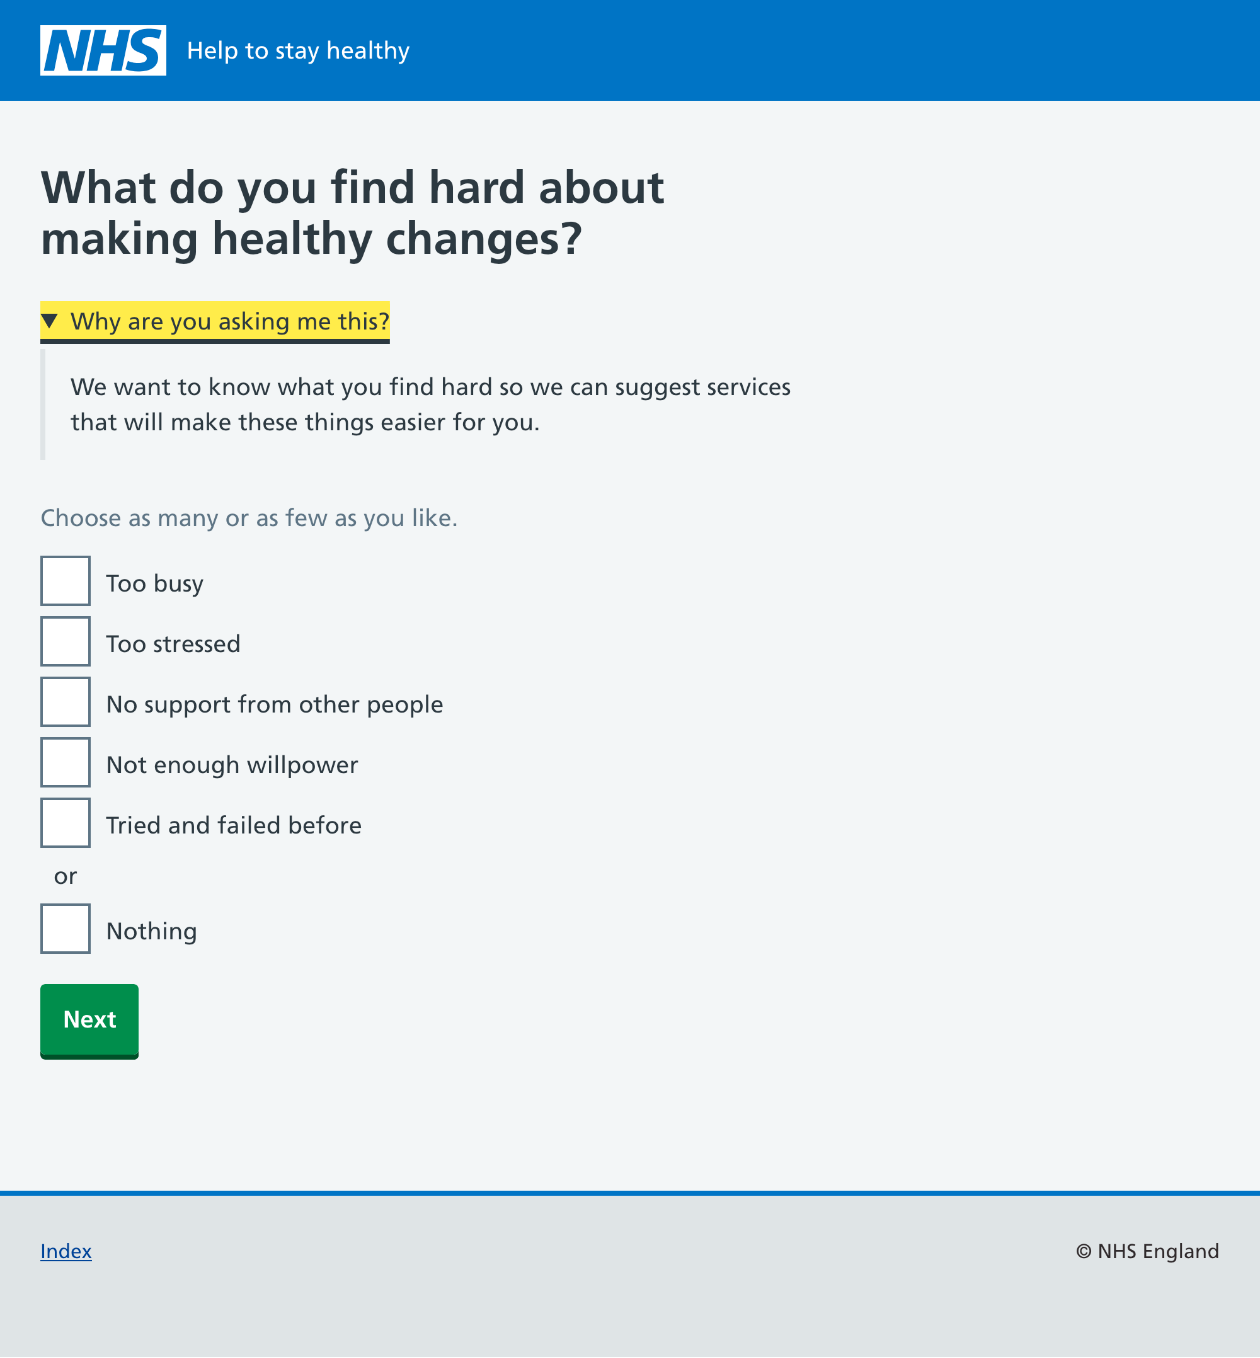 NHS Help to stay healthy
What do you find hard about
making healthy changes?
Why are you asking me this?
We want to know what you find hard so we can suggest services
that will make these things easier for you.
Choose as many or as few as you like.
Too busy
Too stressed
No support from other people
Not enough willpower
Tried and failed before
or
Nothing
Next
Index © NHS England